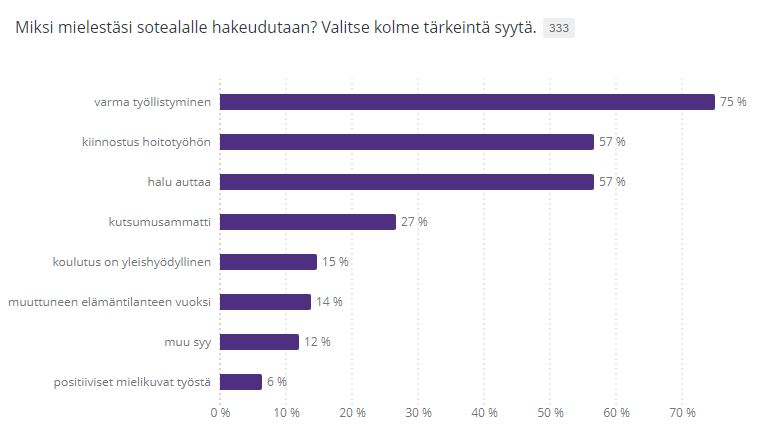 Miksi mielestäsi sotealalle hakeudutaan? Valitse kolme tärkeintä syytä. 333
varma työllistyminen 75 %
kiinnostus hoitotyöhön 57 %
halu auttaa 57 %
kutsumusammatti 27 %
koulutus on yleishyödyllinen 15 %
muuttuneen elämäntilanteen vuoksi 14 %
muu syy 12 %
positiiviset mielikuvat työstä 6 %
0 % 10 % 20 % 30 % 40 % 50 % 60 % 70 %